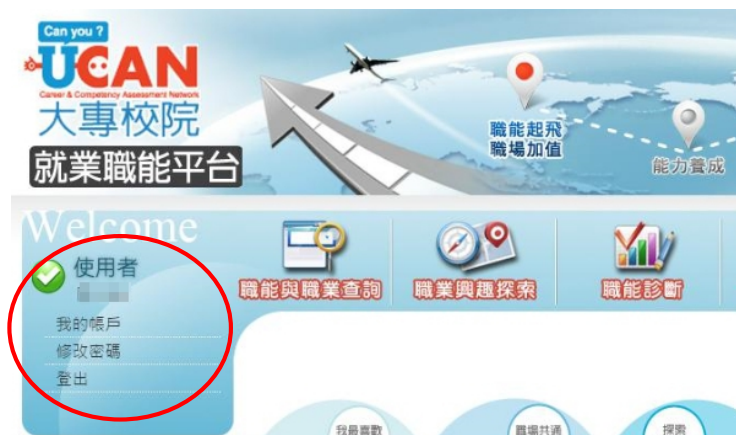 Can you ?
UCAN
Career & Competency Assessment Network
大專校院
就業職能平台
職能起飛
職場加值
能力養成
Welcome
使用者
我的帳戶
修改密碼
登出
職能與職業查詢
職業興趣探索
職能診斷
我最喜歡
職場共通
探索